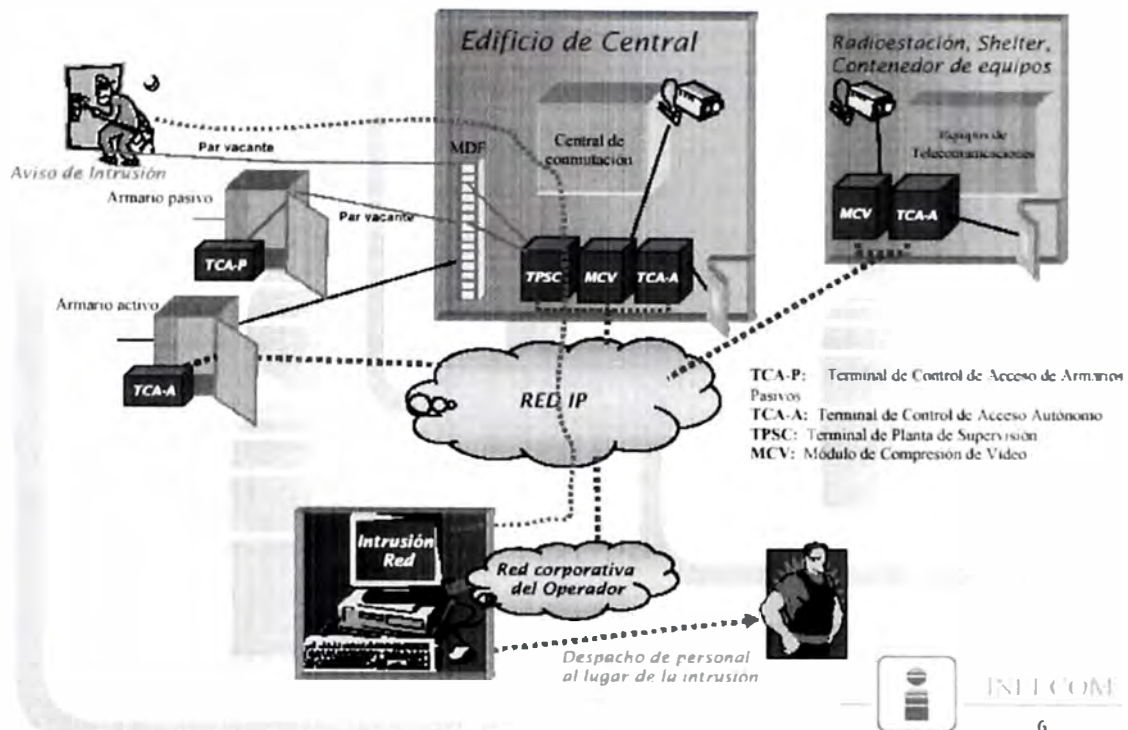 Edificio de Central
Radioestación, Shelter,
Contenedor de equipos
Par vacante
MDF
Central de
conmutación
Equipos de
Telecomunicaciones
Aviso de Intrusión
Armario pasivo
Par vacante
TCA-P
TPSC
MCV
TCA-A
MCV
TCA-A
Armario activo
TCA-A
RED IP
TCA-P: Terminal de Control de Acceso de Armarios
Pasivos
TCA-A: Terminal de Control de Acceso Autónomo
TPSC: Terminal de Planta de Supervisión
MCV: Módulo de Compresión de Video
Intrusión
Red
Red corporativa
del Operador
Despacho de personal
al lugar de la intrusión
6